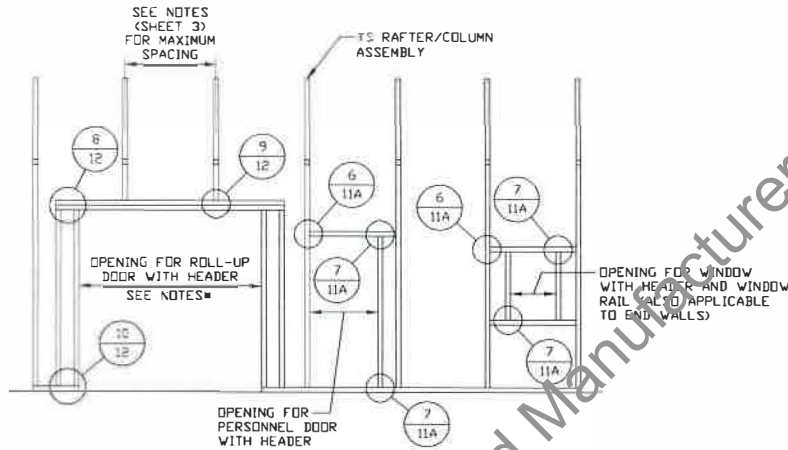 SEE NOTES
(SHEET 3)
FOR MAXIMUM
SPACING
TS RAFTER/COLUMN
ASSEMBLY
8
12
9
12
6
11A
7
11A
6
11A
7
11A
OPENING FOR ROLL-UP
DOOR WITH HEADER
SEE NOTES*
OPENING FOR WINDOW
WITH HEADER AND WINDOW
RAIL (ALSO APPLICABLE
TO END WALLS)
10
12
7
11A
OPENING FOR
PERSONNEL DOOR
WITH HEADER
7
11A
d Manufacturer